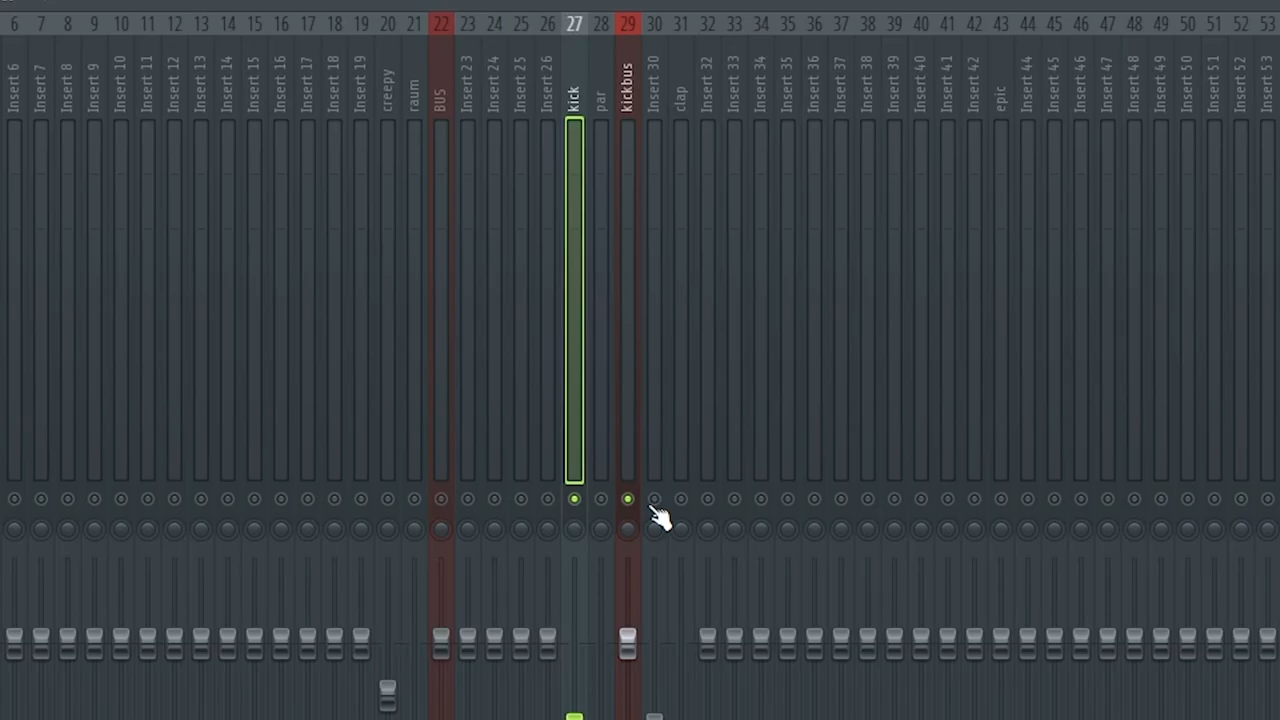 6 7 8 9 10 11 12 13 14 15 16 17 18 19 20 21 22 23 24 25 26 27 28 29 30 31 32 33 34 35 36 37 38 39 40 41 42 43 44 45 46 47 48 49 50 51 52 53
Insert 6
Insert 7
Insert 8
Insert 9
Insert 10
Insert 11
Insert 12
Insert 13
Insert 14
Insert 15
Insert 16
Insert 17
Insert 18
Insert 19
creepy
raum
BUS
Insert 23
Insert 24
Insert 25
Insert 26
kick
par
kickbus
Insert 30
clap
Insert 32
Insert 33
Insert 34
Insert 35
Insert 36
Insert 37
Insert 38
Insert 39
Insert 40
Insert 41
Insert 42
epic
Insert 44
Insert 45
Insert 46
Insert 47
Insert 48
Insert 49
Insert 50
Insert 51
Insert 52
Insert 53